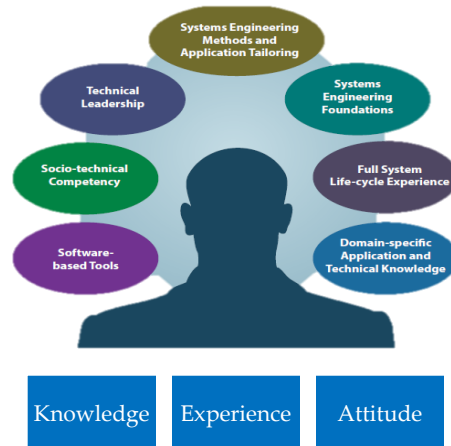 Systems Engineering
Methods and
Application Tailoring
Technical
Leadership
Systems
Engineering
Foundations
Socio-technical
Competency
Full System
Life-cycle Experience
Software-
based Tools
Domain-specific
Application and
Technical Knowledge
Knowledge
Experience
Attitude